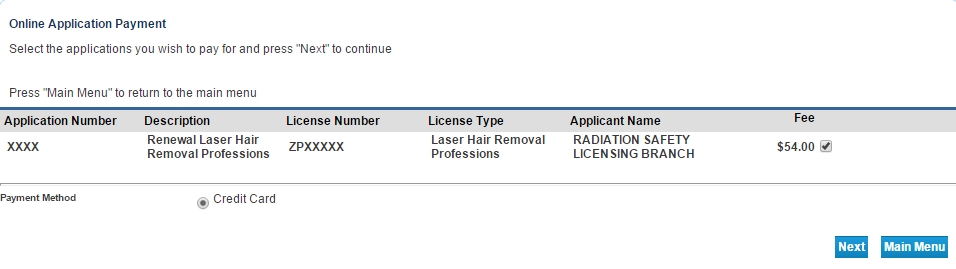 Online Application Payment
Select the applications you wish to pay for and press "Next" to continue
Press "Main Menu" to return to the main menu
Application Number Description License Number License Type Applicant Name Fee
XXXX Renewal Laser Hair Removal Professions ZPXXXXX Laser Hair Removal Professions RADIATION SAFETY LICENSING BRANCH $54.00
Payment Method Credit Card
Next Main Menu